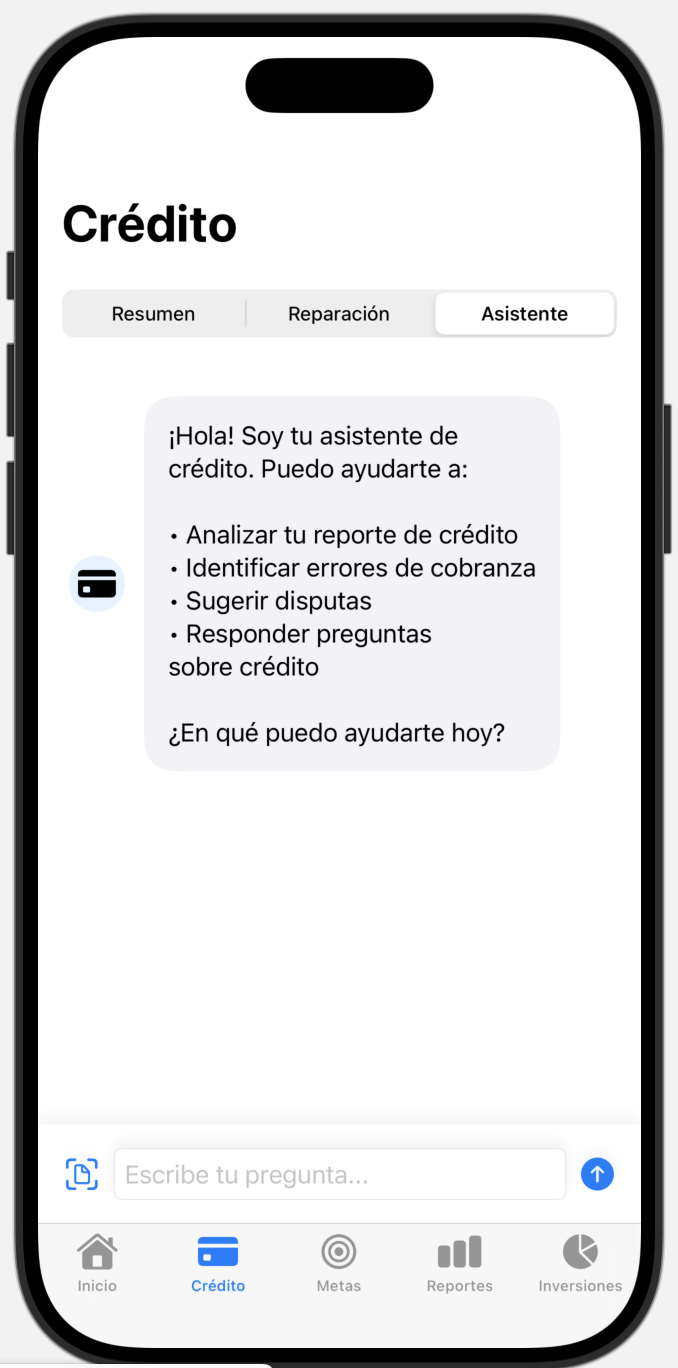 Crédito
Resumen
Reparación
Asistente
¡Hola! Soy tu asistente de
crédito. Puedo ayudarte a:
• Analizar tu reporte de crédito
• Identificar errores de cobranza
• Sugerir disputas
• Responder preguntas
sobre crédito
¿En qué puedo ayudarte hoy?
Escribe tu pregunta...
Inicio
Crédito
Metas
Reportes
Inversiones